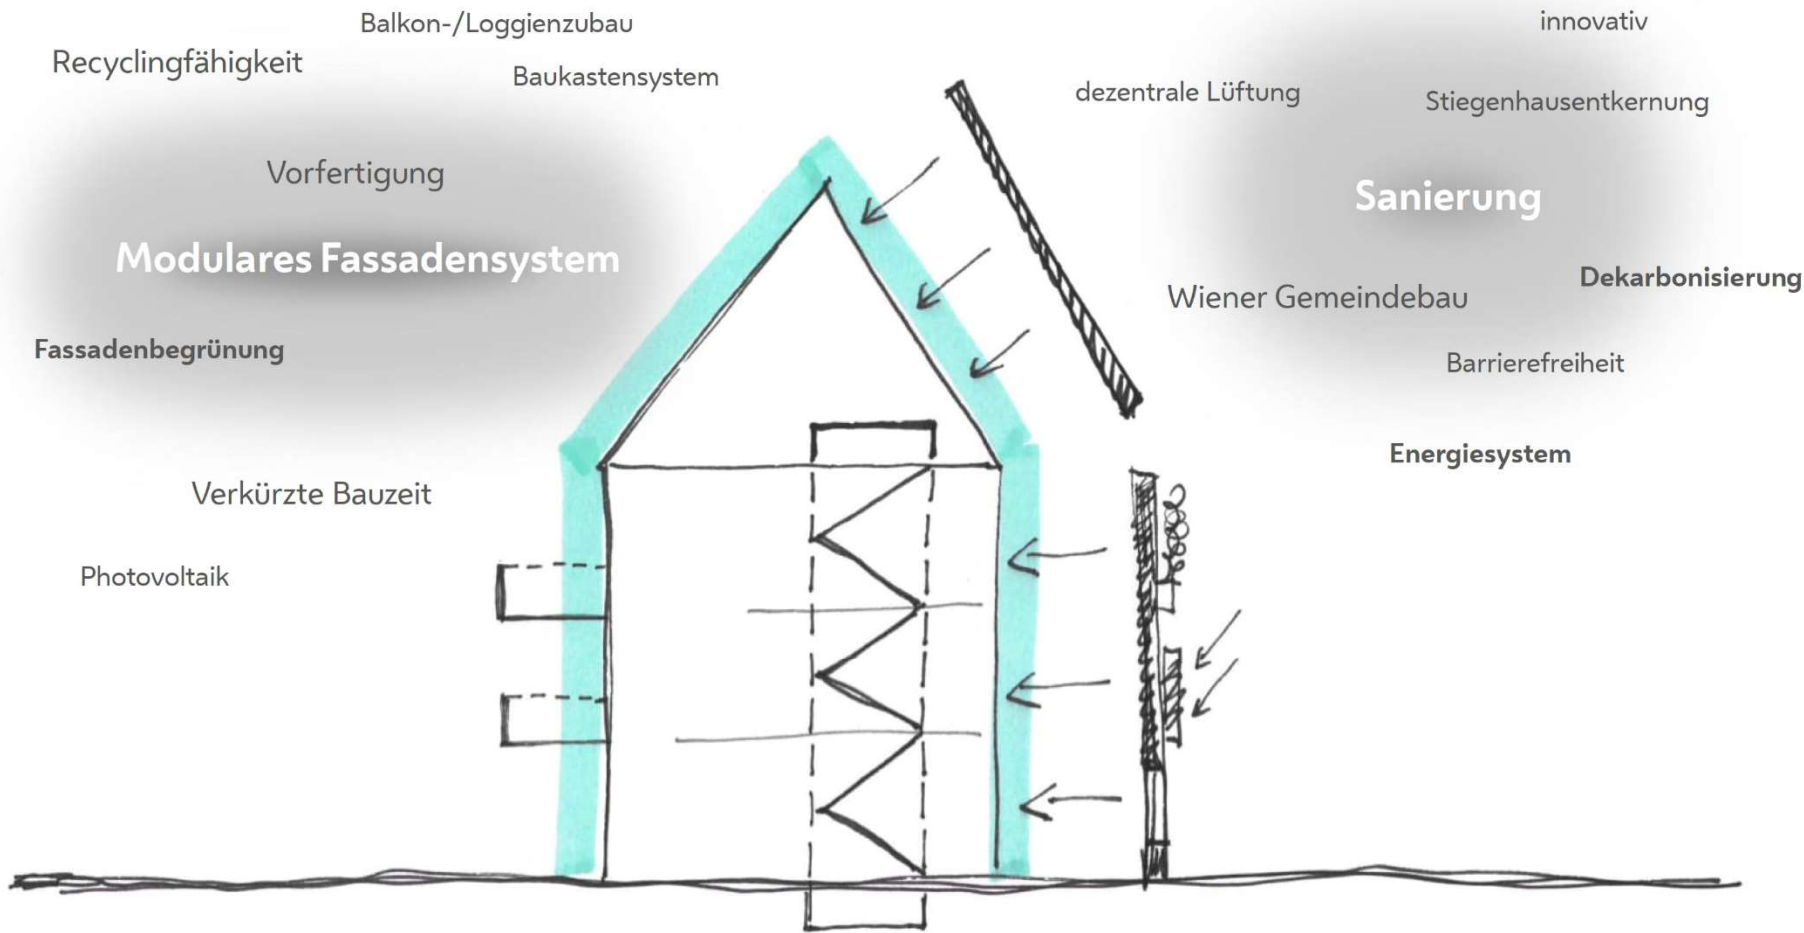 Balkon-/Loggienzubau
Recyclingfähigkeit
Baukastensystem
Vorfertigung
Modulares Fassadensystem
Fassadenbegrünung
Verkürzte Bauzeit
Photovoltaik
innovativ
dezentrale Lüftung
Stiegenhausentkernung
Sanierung
Dekarbonisierung
Wiener Gemeindebau
Barrierefreiheit
Energiesystem